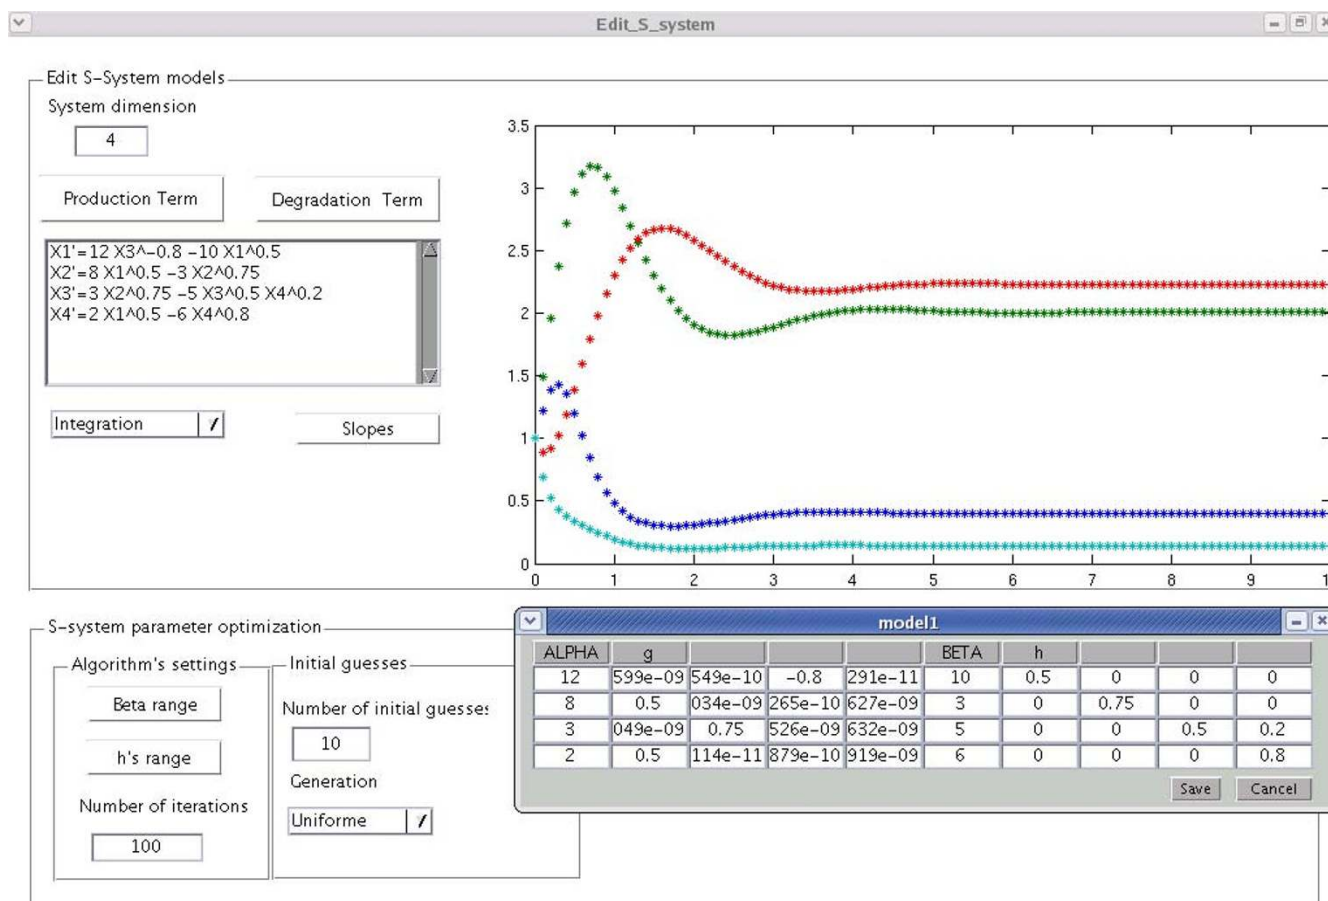 Edit_S_system
Edit S-System models
System dimension
4
Production Term
Degradation Term
X1'=12 X3^-0.8 -10 X1^0.5
X2'=8 X1^0.5 -3 X2^0.75
X3'=3 X2^0.75 -5 X3^0.5 X4^0.2
X4'=2 X1^0.5 -6 X4^0.8
Integration
Slopes
3.5
3
2.5
2
1.5
1
0.5
0
0 1 2 3 4 5 6 7 8 9 1
S-system parameter optimization
Algorithm's settings
Beta range
h's range
Number of iterations
100
Initial guesses
Number of initial guesses
10
Generation
Uniforme
model1
ALPHA g BETA h
12 599e-09 549e-10 -0.8 291e-11 10 0.5 0 0 0
8 0.5 034e-09 265e-10 627e-09 3 0 0.75 0 0
3 049e-09 0.75 526e-09 632e-09 5 0 0 0.5 0.2
2 0.5 114e-11 879e-10 919e-09 6 0 0 0 0.8
Save Cancel